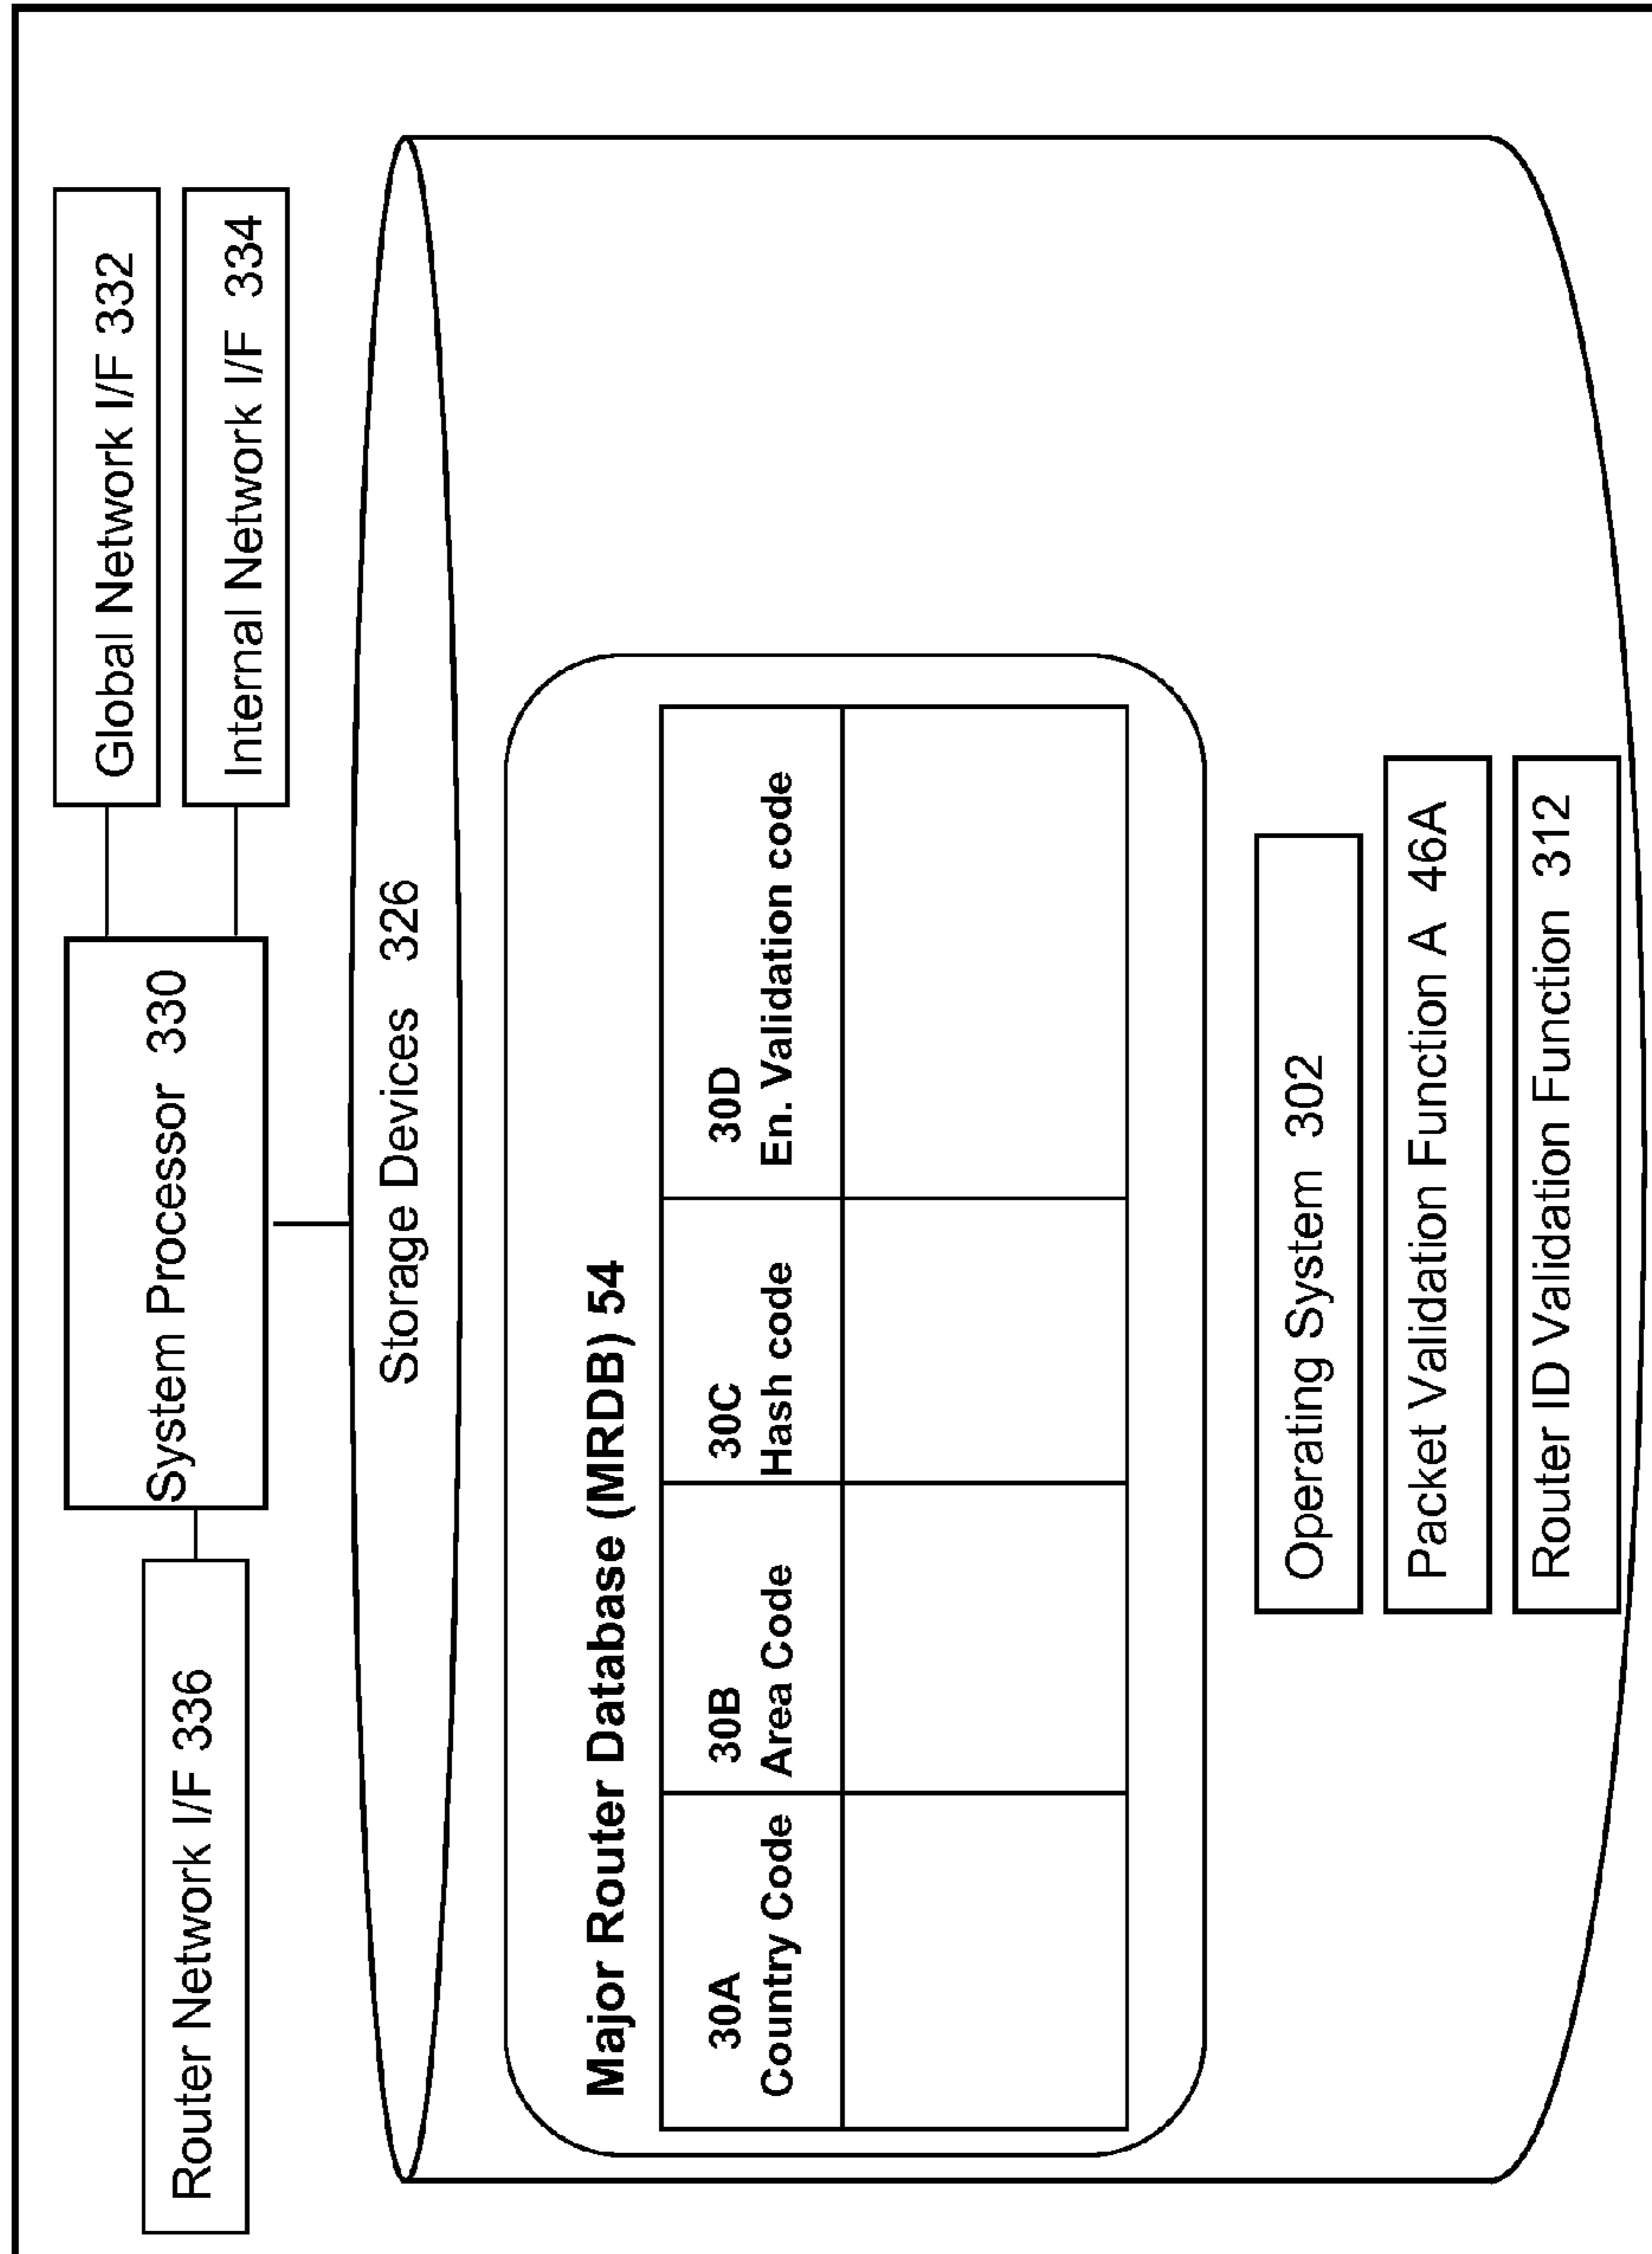 Router Network I/F 336
System Processor 330
Global Network I/F 332
Internal Network I/F 334
Storage Devices 326
Major Router Database (MRDB) 54
30A
Country Code
30B
Area Code
30C
Hash code
30D
En. Validation code
Operating System 302
Packet Validation Function A 46A
Router ID Validation Function 312